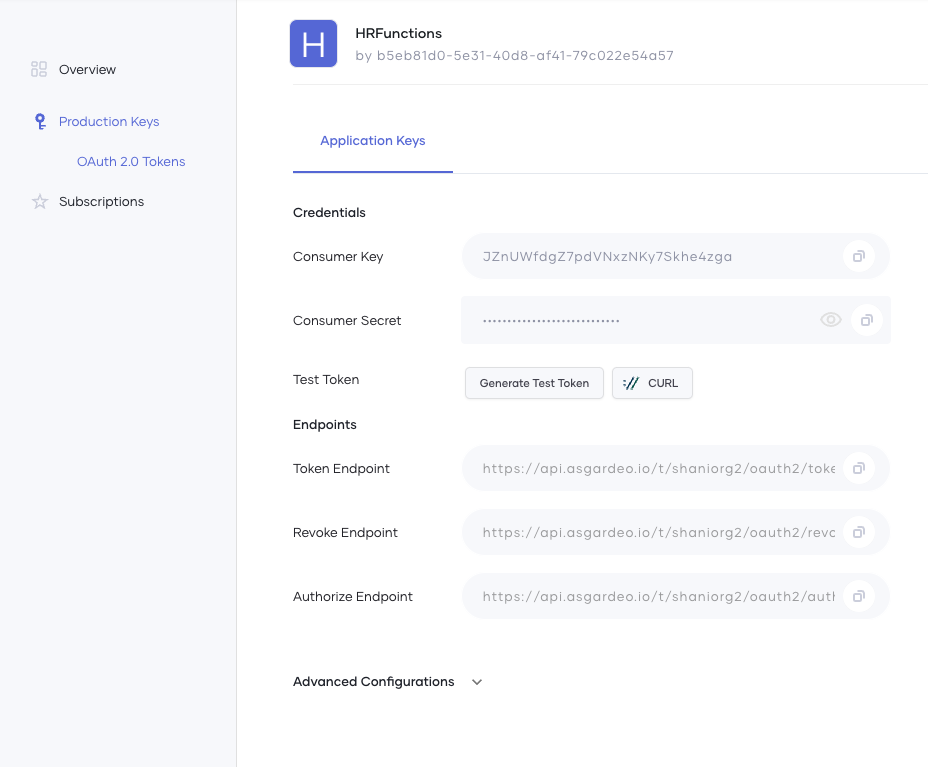 H
HRFunctions
by b5eb81d0-5e31-40d8-af41-79c022e54a57
Overview
Production Keys
OAuth 2.0 Tokens
Subscriptions
Application Keys
Credentials
Consumer Key
JZnUWfdgZ7pdVNxzNKy7Skhe4zga
Consumer Secret
Test Token
Generate Test Token
CURL
Endpoints
Token Endpoint
https://api.asgardeo.io/t/shaniorg2/oauth2/toke
Revoke Endpoint
https://api.asgardeo.io/t/shaniorg2/oauth2/revo
Authorize Endpoint
https://api.asgardeo.io/t/shaniorg2/oauth2/auth
Advanced Configurations